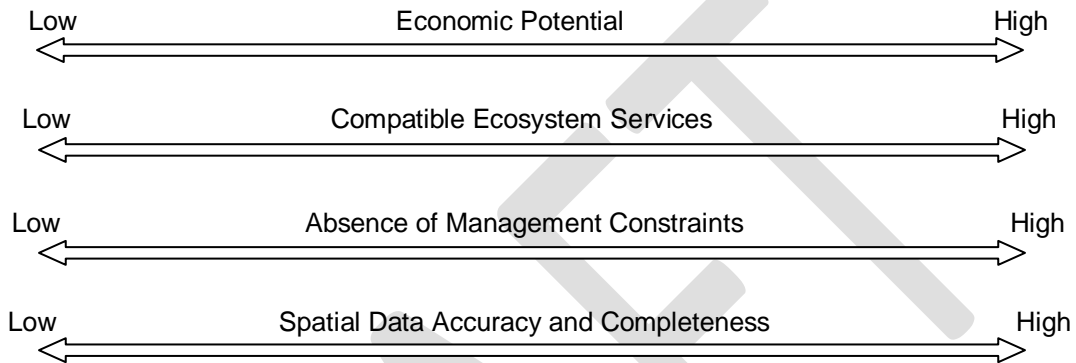 Low Economic Potential High
Low Compatible Ecosystem Services High
Low Absence of Management Constraints High
Low Spatial Data Accuracy and Completeness High